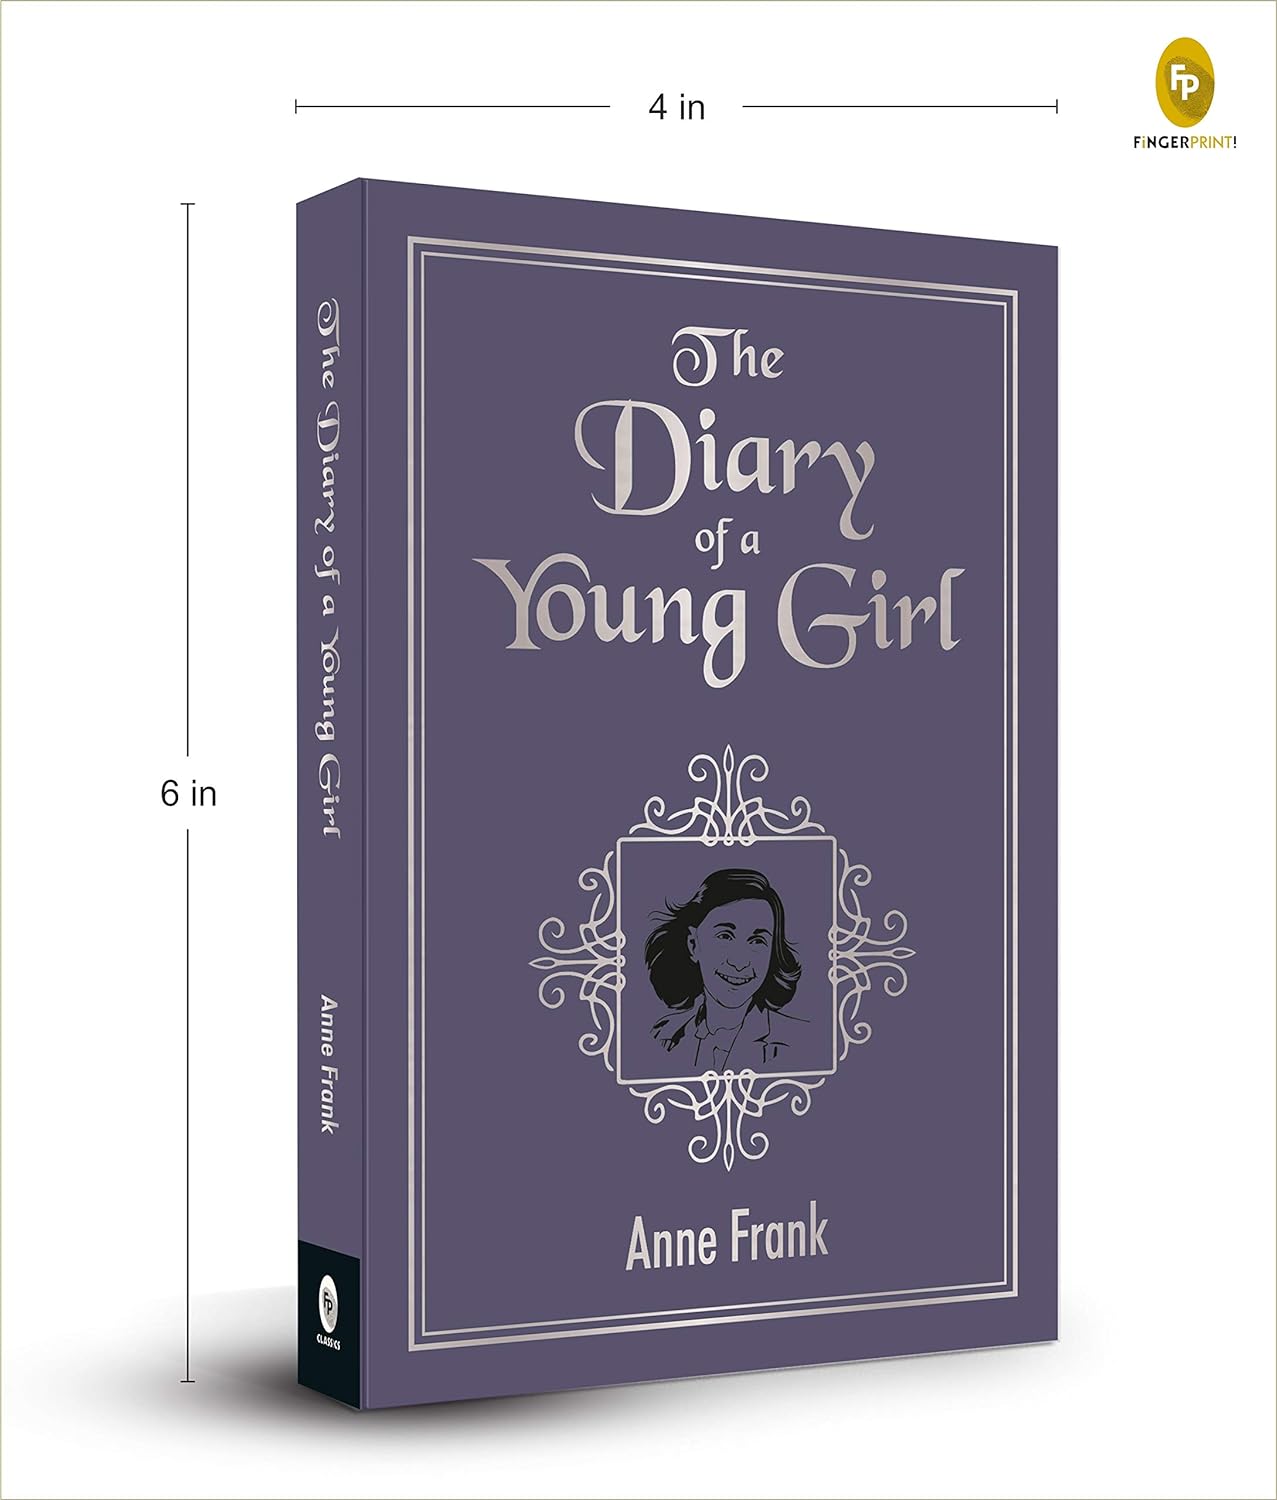 4 in
FP
FiNGERPRINT!
6 in
The Diary of a Young Girl
Anne Frank
FP
CLASSICS
The
Diary
of a
Young Girl
Anne Frank